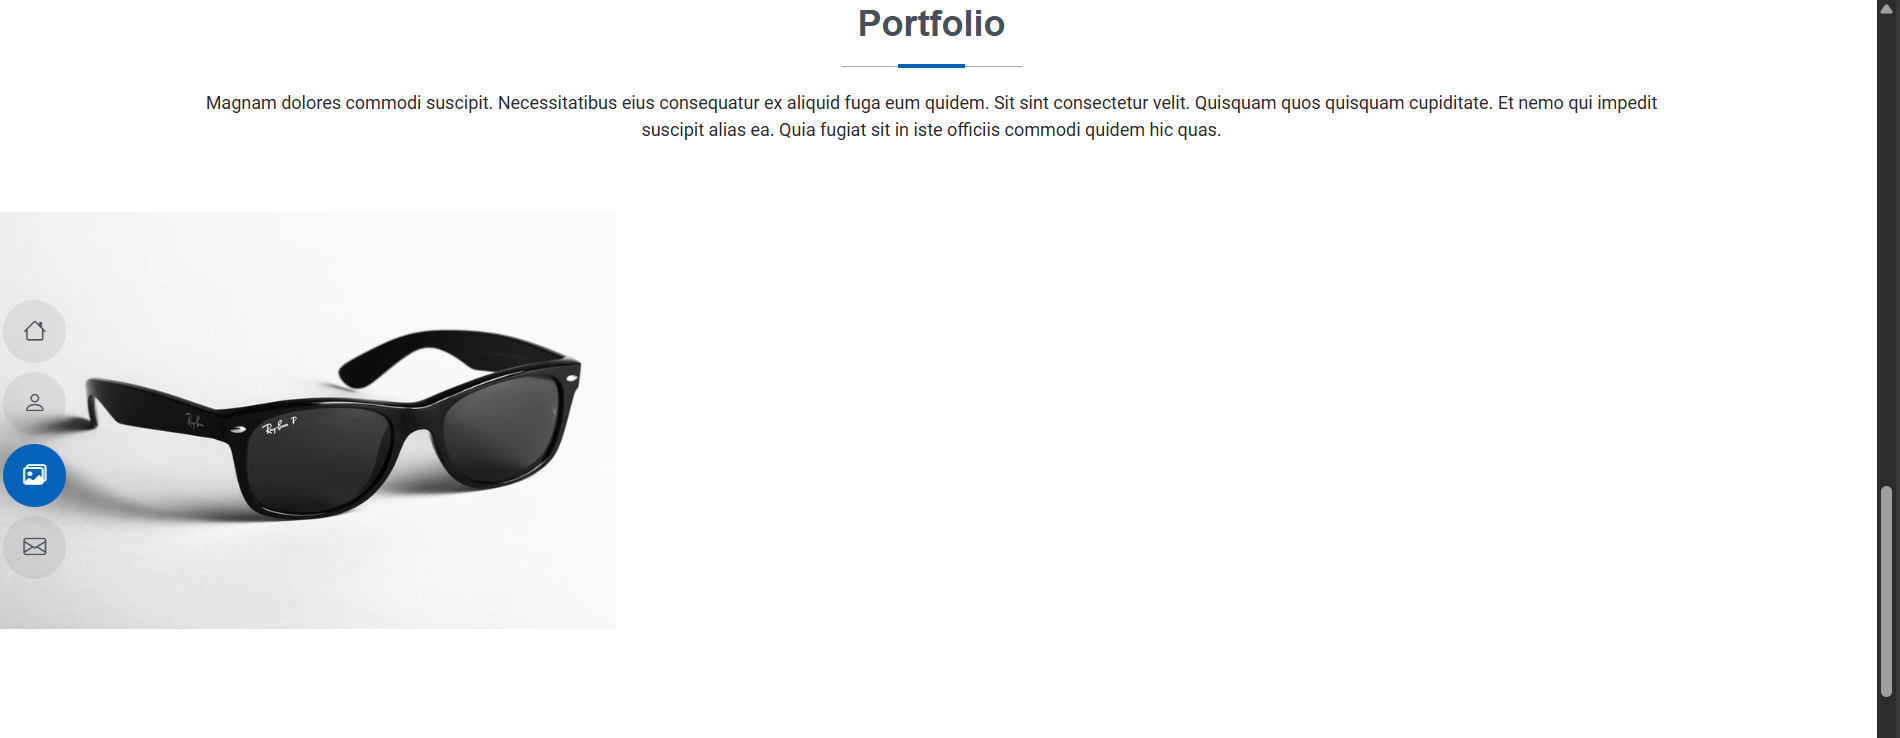 Portfolio
Magnam dolores commodi suscipit. Necessitatibus eius consequatur ex aliquid fuga eum quidem. Sit sint consectetur velit. Quisquam quos quisquam cupiditate. Et nemo qui impedit
suscipit alias ea. Quia fugiat sit in iste officiis commodi quidem hic quas.
Ray-Ban
Ray-Ban P